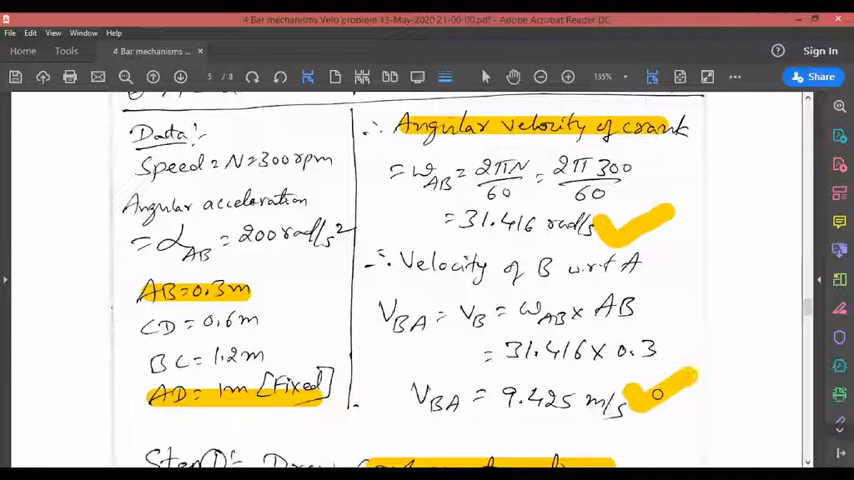 4 Bar mechanisms Velo problem 13-May-2020 21-00-00.pdf - Adobe Acrobat Reader DC
File Edit View Window Help
Home Tools 4 Bar mechanisms ... × Sign In
5 / 8 135% Share
Data:
Speed = N = 300 rpm
Angular acceleration
= αAB = 200 rad/s²
AB = 0.3m
CD = 0.6m
BC = 1.2m
AD = 1m [Fixed]
∴ Angular velocity of crank
= ωAB = 2πN/60 = 2π 300/60
= 31.416 rad/s
∴ Velocity of B w.r.t A
VBA = VB = ωAB × AB
= 31.416 × 0.3
VBA = 9.425 m/s